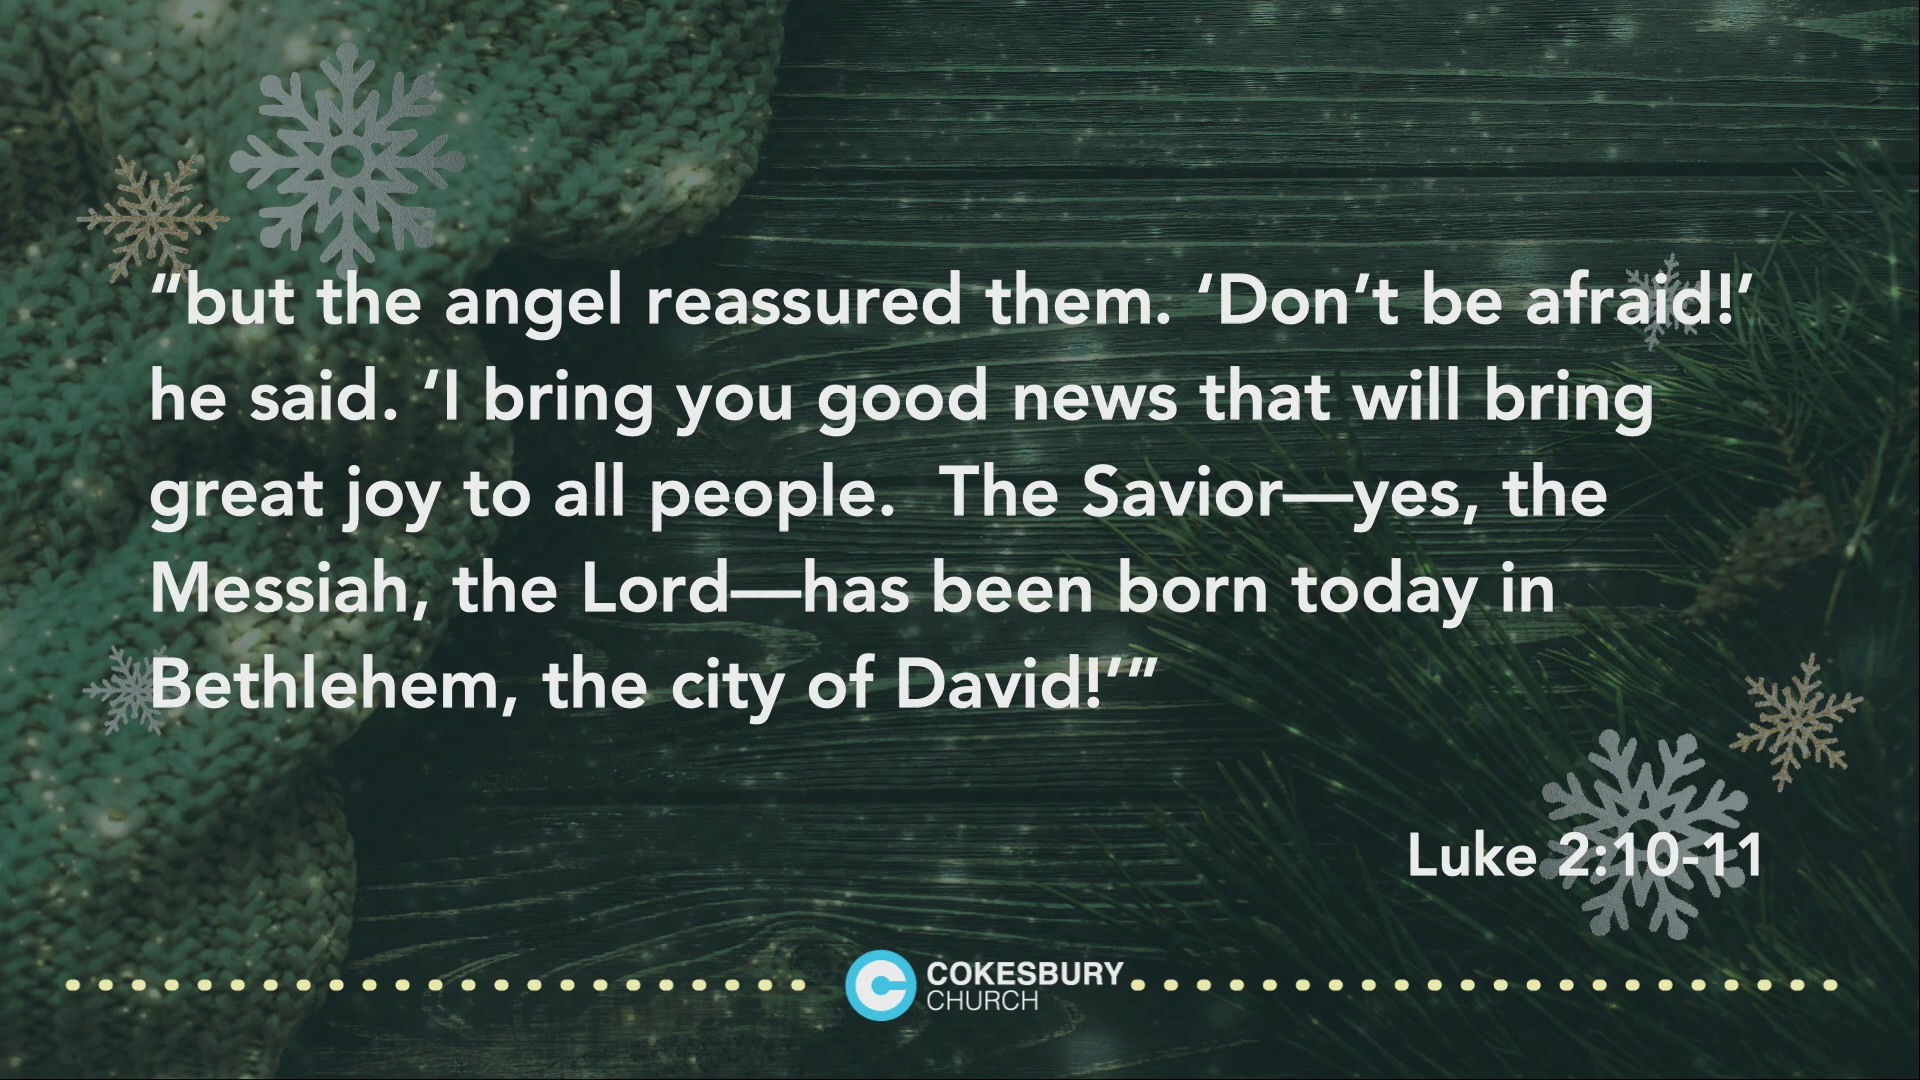 “but the angel reassured them. ‘Don’t be afraid!’
he said. ‘I bring you good news that will bring
great joy to all people.  The Savior—yes, the
Messiah, the Lord—has been born today in
Bethlehem, the city of David!’”
Luke 2:10-11
COKESBURY
CHURCH